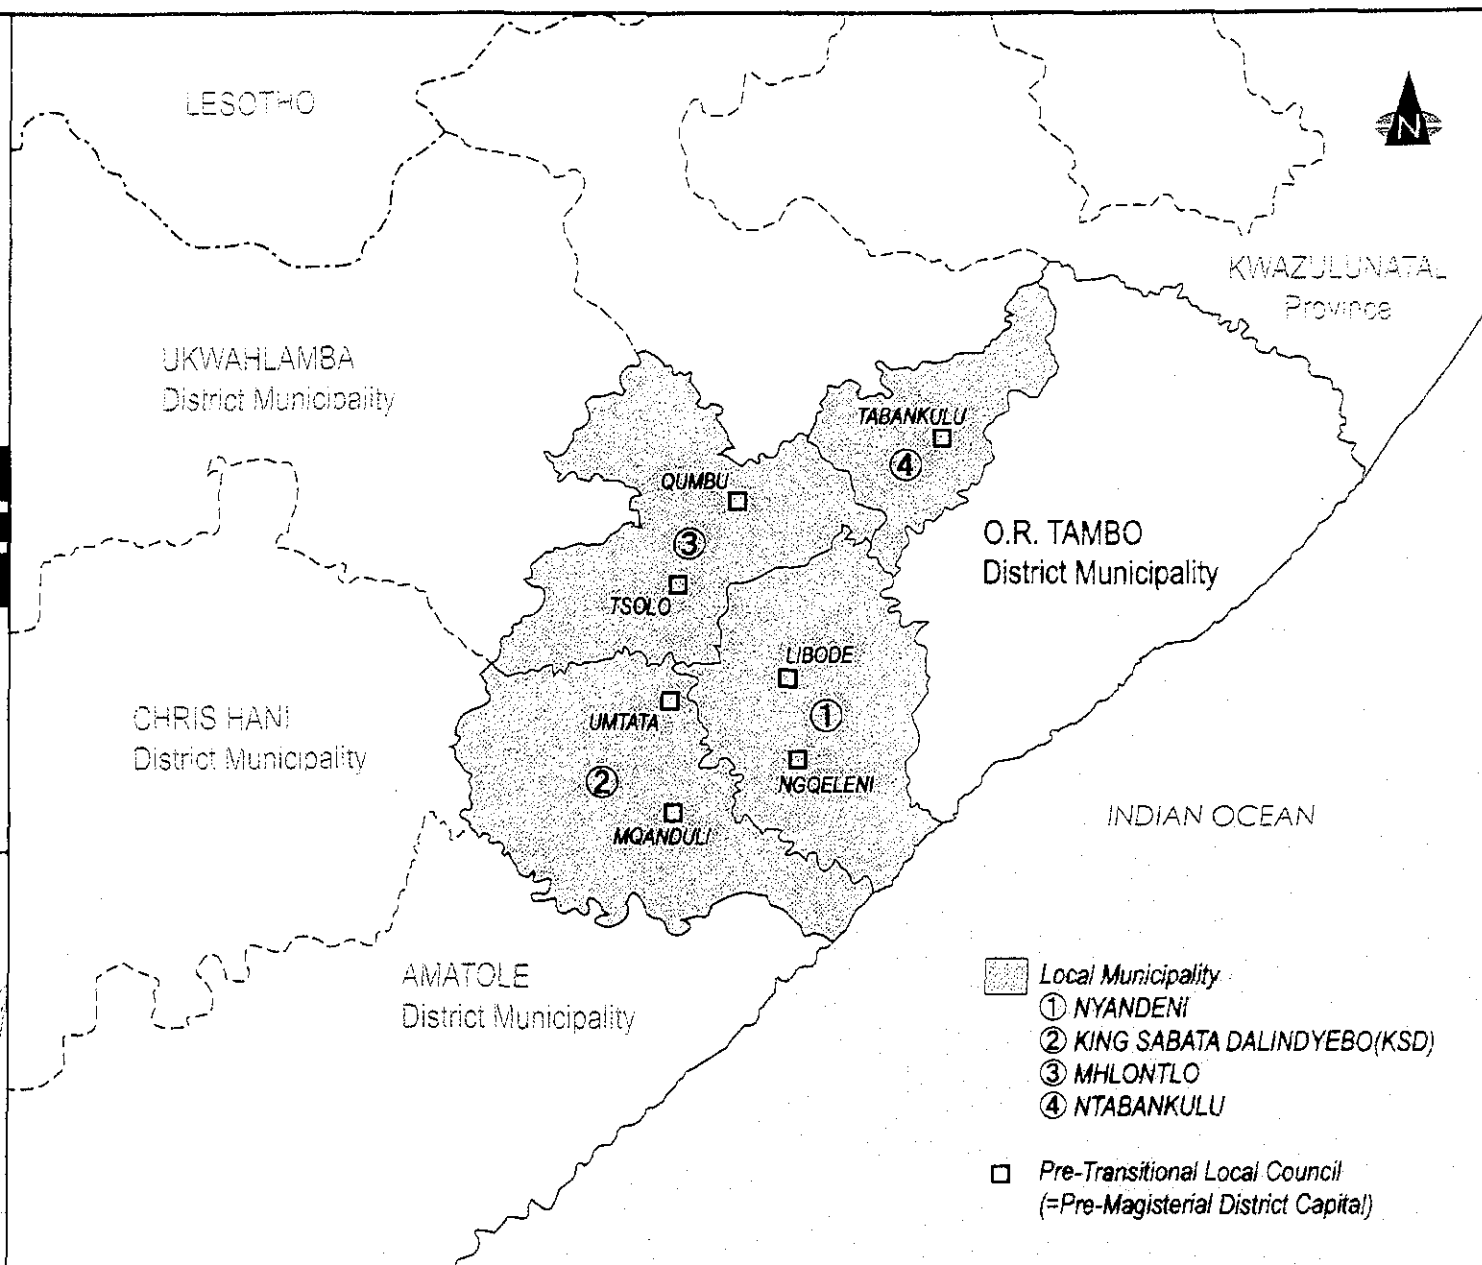 LESOTHO
N
KWAZULUNATAL
Province
UKWAHLAMBA
District Municipality
TABANKULU
4
QUMBU
3
O.R. TAMBO
District Municipality
TSOLO
LIBODE
1
UMTATA
CHRIS HANI
District Municipality
2
NGQELENI
MQANDULI
INDIAN OCEAN
AMATOLE
District Municipality
Local Municipality
1 NYANDENI
2 KING SABATA DALINDYEBO(KSD)
3 MHLONTLO
4 NTABANKULU
Pre-Transitional Local Council
(=Pre-Magisterial District Capital)